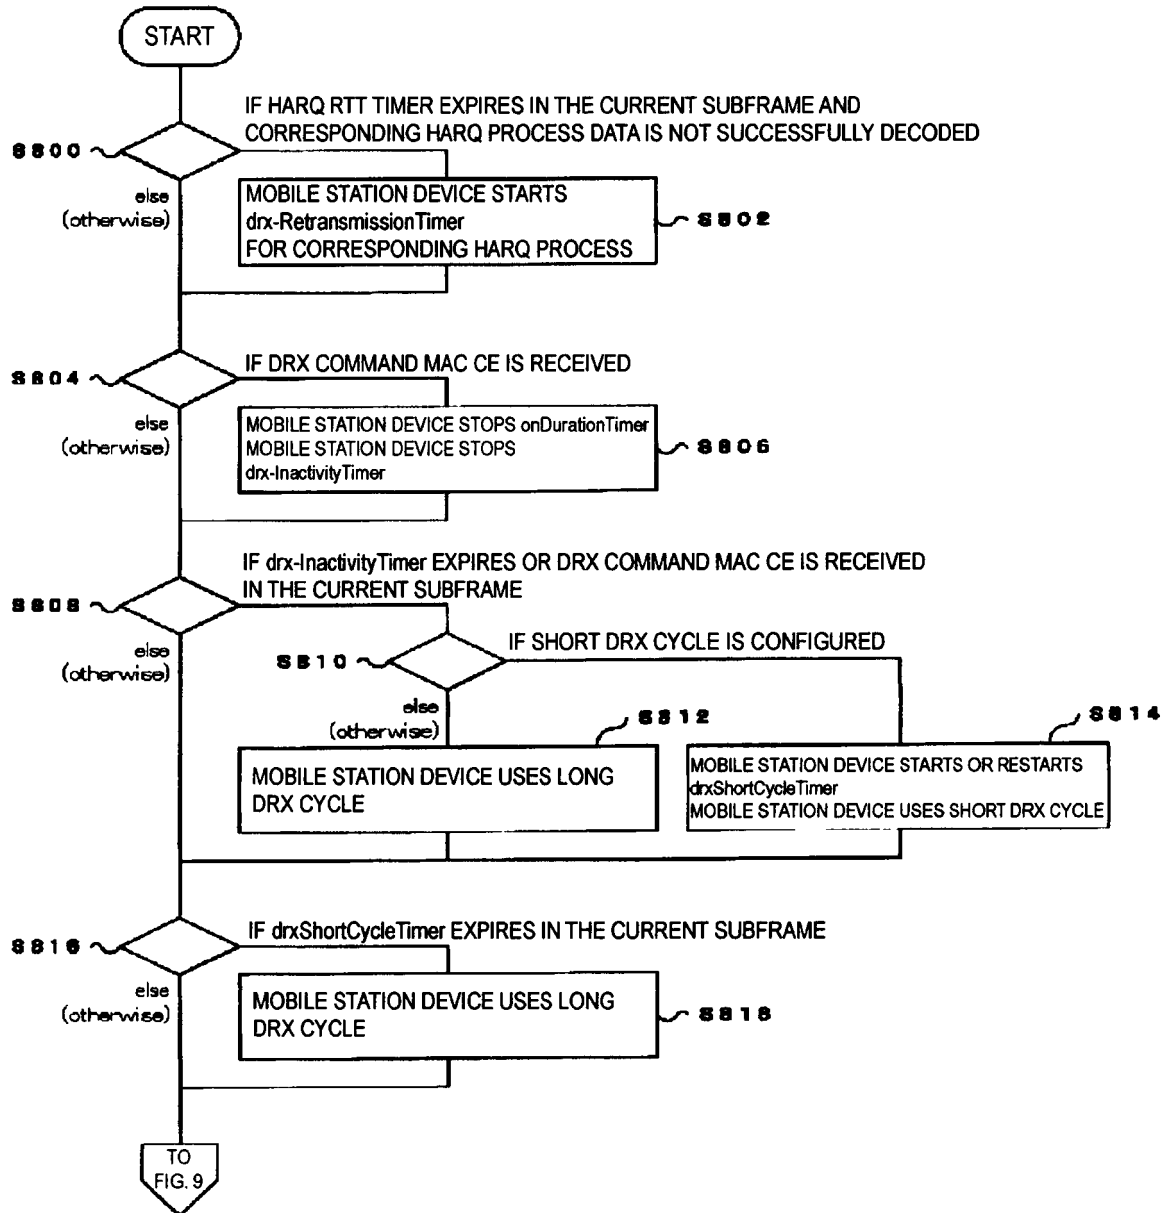 START
IF HARQ RTT TIMER EXPIRES IN THE CURRENT SUBFRAME AND
CORRESPONDING HARQ PROCESS DATA IS NOT SUCCESSFULLY DECODED
S800
else
(otherwise)
MOBILE STATION DEVICE STARTS
drx-RetransmissionTimer
FOR CORRESPONDING HARQ PROCESS
S802
IF DRX COMMAND MAC CE IS RECEIVED
S804
else
(otherwise)
MOBILE STATION DEVICE STOPS onDurationTimer
MOBILE STATION DEVICE STOPS
drx-InactivityTimer
S806
IF drx-InactivityTimer EXPIRES OR DRX COMMAND MAC CE IS RECEIVED
IN THE CURRENT SUBFRAME
S808
else
(otherwise)
IF SHORT DRX CYCLE IS CONFIGURED
S810
else
(otherwise)
S812
S814
MOBILE STATION DEVICE USES LONG
DRX CYCLE
MOBILE STATION DEVICE STARTS OR RESTARTS
drxShortCycleTimer
MOBILE STATION DEVICE USES SHORT DRX CYCLE
IF drxShortCycleTimer EXPIRES IN THE CURRENT SUBFRAME
S816
else
(otherwise)
MOBILE STATION DEVICE USES LONG
DRX CYCLE
S818
TO
FIG. 9